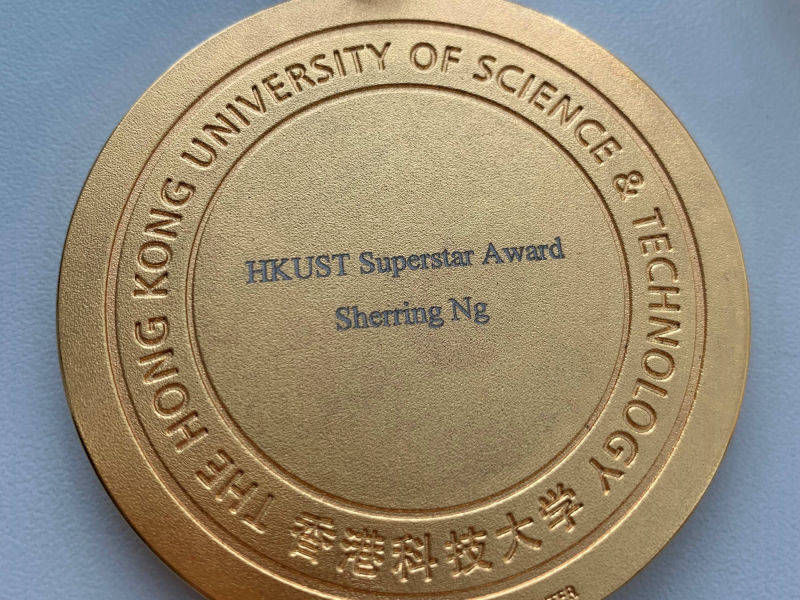 THE HONG KONG UNIVERSITY OF SCIENCE & TECHNOLOGY
HKUST Superstar Award
Sherring Ng
香港科技大学